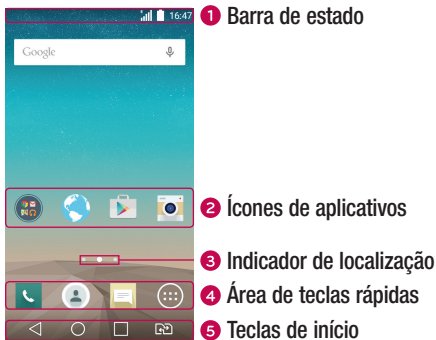 16:47
1 Barra de estado
Google
2 Ícones de aplicativos
3 Indicador de localização
4 Área de teclas rápidas
5 Teclas de início